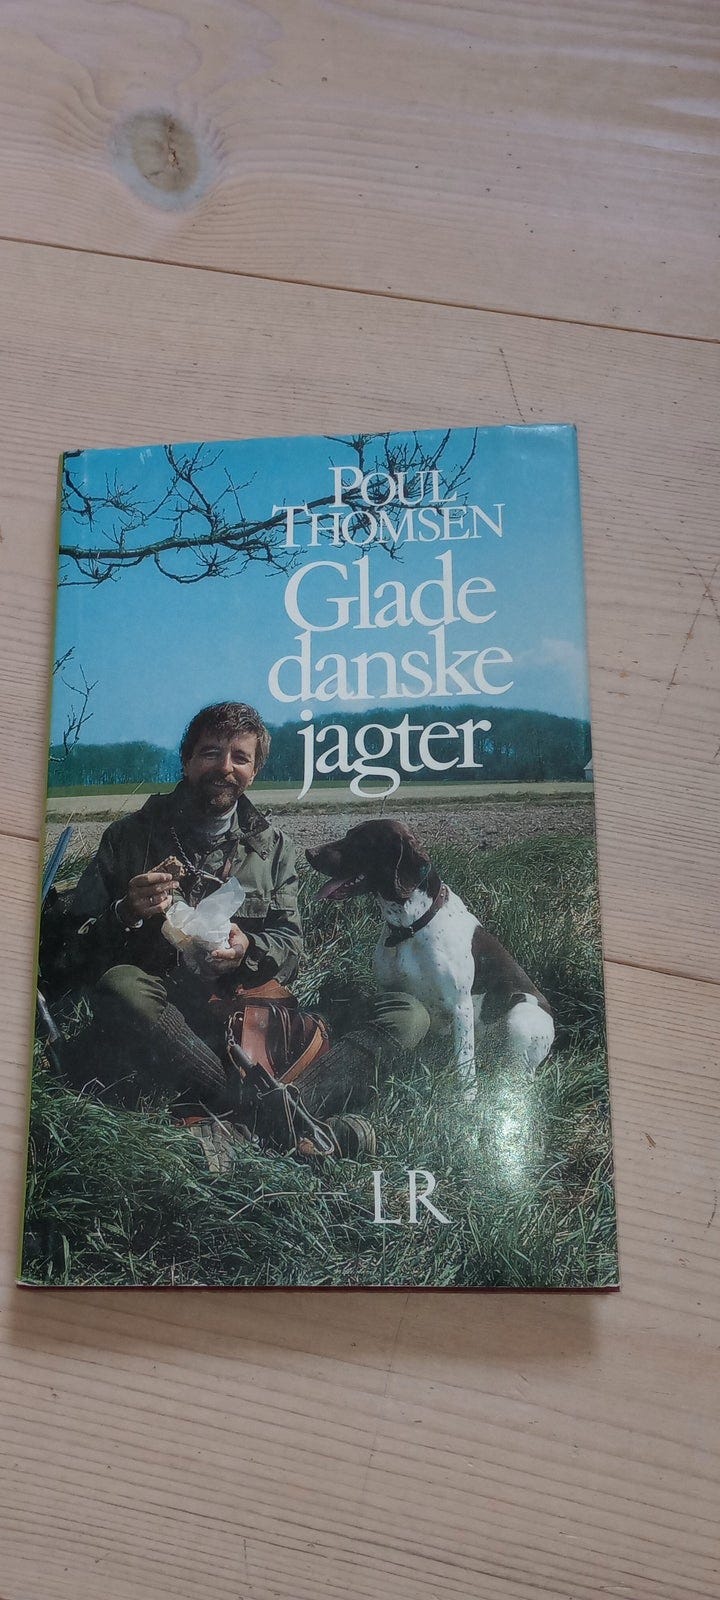 POUL
THOMSEN
Glade
danske
jagter
LR